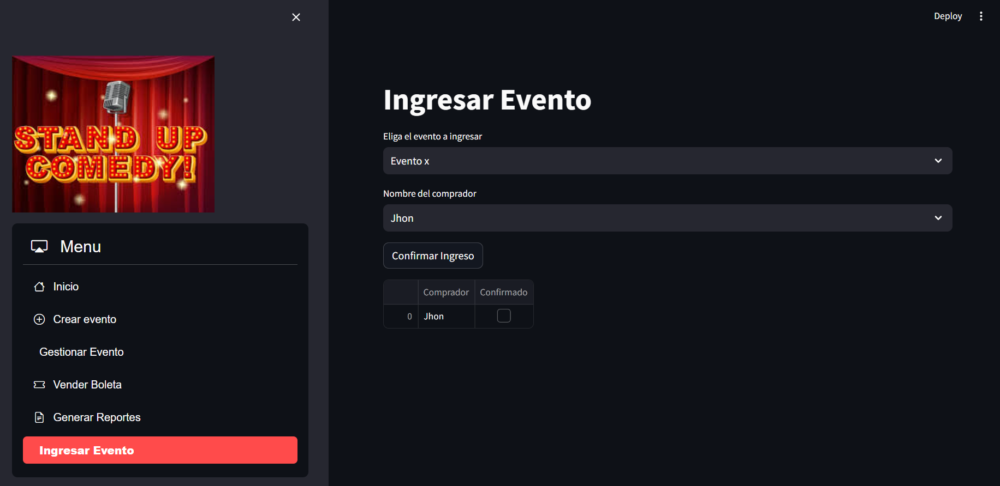 Deploy
STAND UP
COMEDY!
Menu
Inicio
Crear evento
Gestionar Evento
Vender Boleta
Generar Reportes
Ingresar Evento
Ingresar Evento
Eliga el evento a ingresar
Evento x
Nombre del comprador
Jhon
Confirmar Ingreso
Comprador Confirmado
0 Jhon